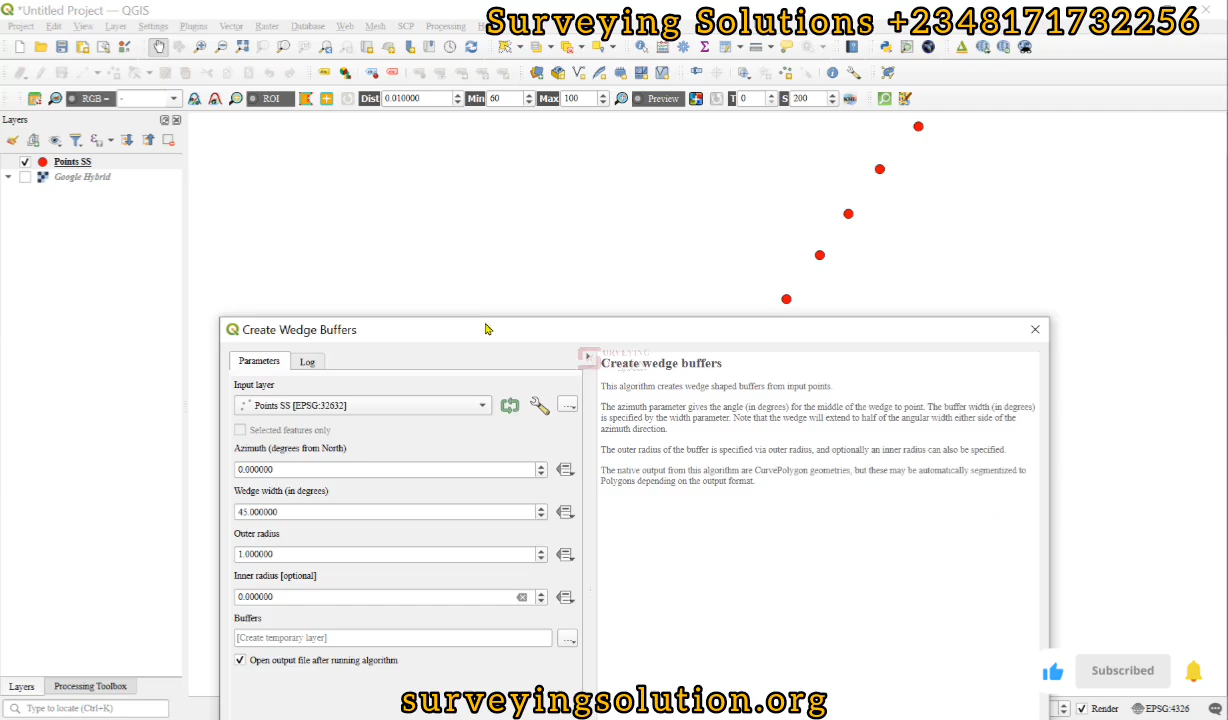 *Untitled Project — QGIS
Surveying Solutions +2348171732256
Project Edit View Layer Settings Plugins Vector Raster Database Web Mesh SCP Processing
RGB = - ROI Dist 0.010000 Min 60 Max 100 Preview T 0 S 200
Layers
Points SS
Google Hybrid
Create Wedge Buffers
Parameters Log
Input layer
Points SS [EPSG:32632]
Selected features only
Azimuth (degrees from North)
0.000000
Wedge width (in degrees)
45.000000
Outer radius
1.000000
Inner radius [optional]
0.000000
Buffers
[Create temporary layer]
Open output file after running algorithm
Create wedge buffers
This algorithm creates wedge shaped buffers from input points.
The azimuth parameter gives the angle (in degrees) for the middle of the wedge to point. The buffer width (in degrees)
is specified by the width parameter. Note that the wedge will extend to half of the angular width either side of the
azimuth direction.
The outer radius of the buffer is specified via outer radius, and optionally an inner radius can also be specified.
The native output from this algorithm are CurvePolygon geometries, but these may be automatically segmentized to
Polygons depending on the output format.
Subscribed
Layers Processing Toolbox
surveyingsolution.org
Type to locate (Ctrl+K)
Render EPSG:4326